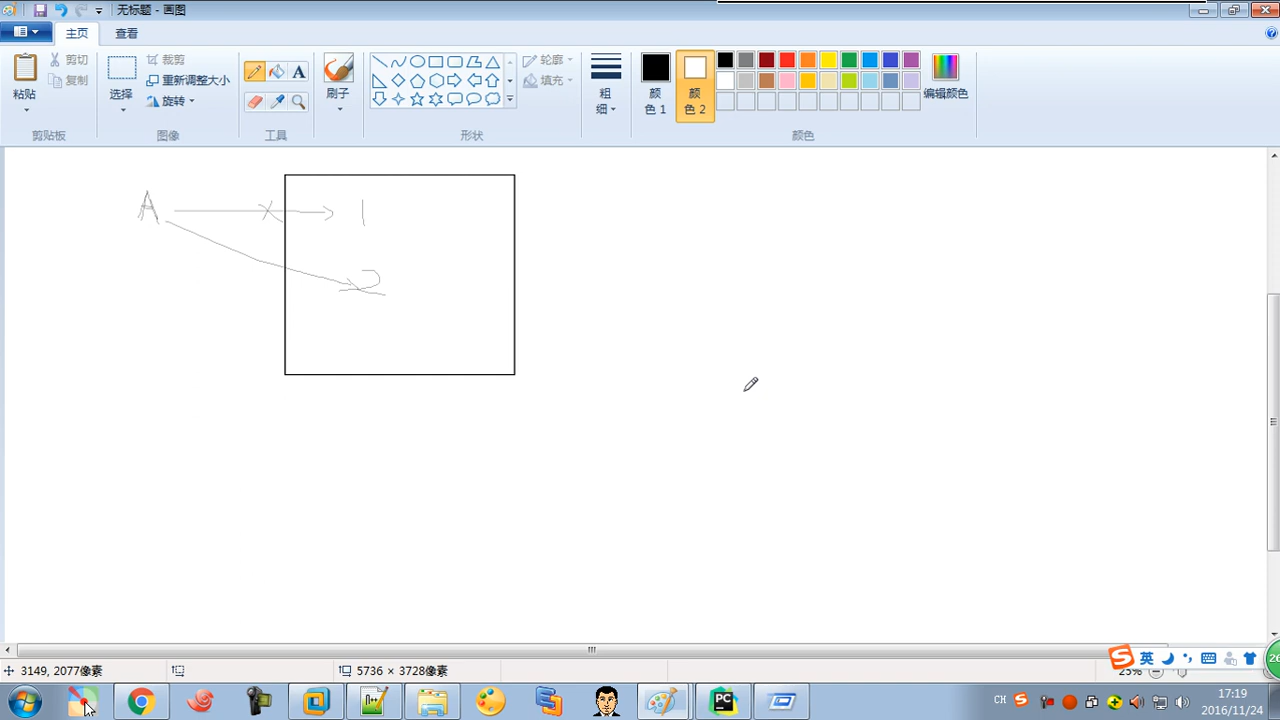 无标题 - 画图
主页 查看
粘贴 剪切 复制
选择 裁剪 重新调整大小 旋转
A
刷子
轮廓 填充
粗细
颜色 1
颜色 2
编辑颜色
剪贴板 图像 工具 形状 颜色
A 1
2
英
3149, 2077像素 5736 × 3728像素 25%
PC
CH
17:19
2016/11/24